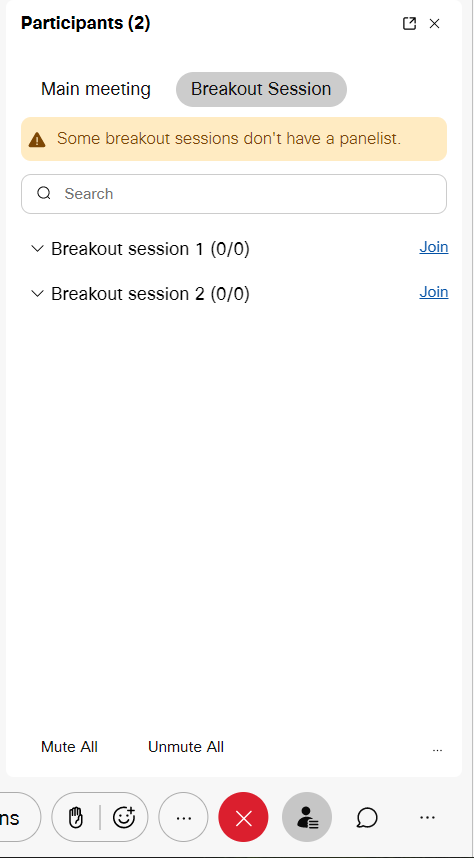 Participants (2)
Main meeting
Breakout Session
Some breakout sessions don't have a panelist.
Search
Breakout session 1 (0/0)
Join
Breakout session 2 (0/0)
Join
Mute All
Unmute All
...
ns